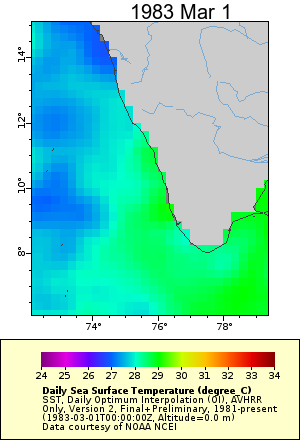 1983 Mar 1
14°
12°
10°
8°
74° 76° 78°
24 25 26 27 28 29 30 31 32 33 34
Daily Sea Surface Temperature (degree_C)
SST, Daily Optimum Interpolation (OI), AVHRR
Only, Version 2, Final+Preliminary, 1981-present
(1983-03-01T00:00:00Z, Altitude=0.0 m)
Data courtesy of NOAA NCEI